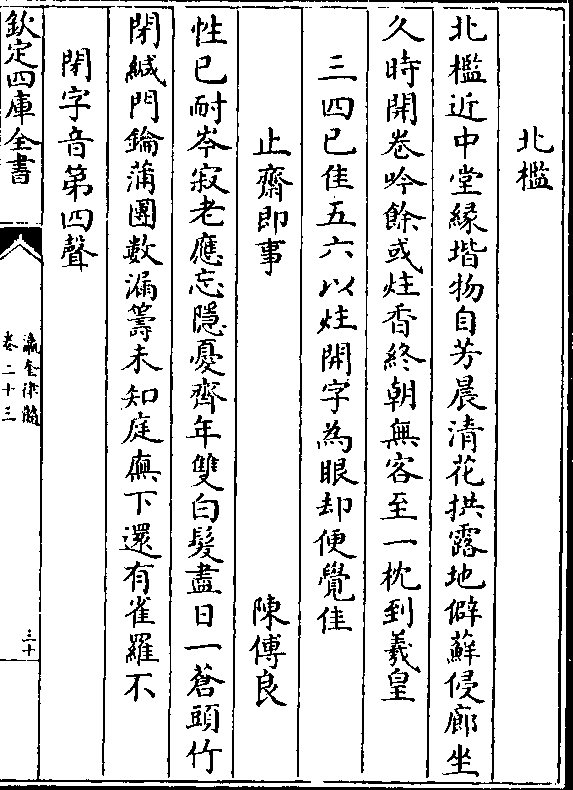 北檻
北檻近中堂緣堦物自芳晨清花拱露地僻蘚侵廊坐
久時開卷吟餘或炷香終朝無客至一枕到羲皇
三四已佳五六以炷開字為眼却便覺佳
止齋即事
陳傅良
性已耐岑寂老應忘隱憂齊年雙白髮盡日一蒼頭竹
閉緘門鑰蒲團數漏籌未知庭廡下還有雀羅不
閉字音第四聲
欽定四庫全書
瀛奎律髓
卷二十三
三十